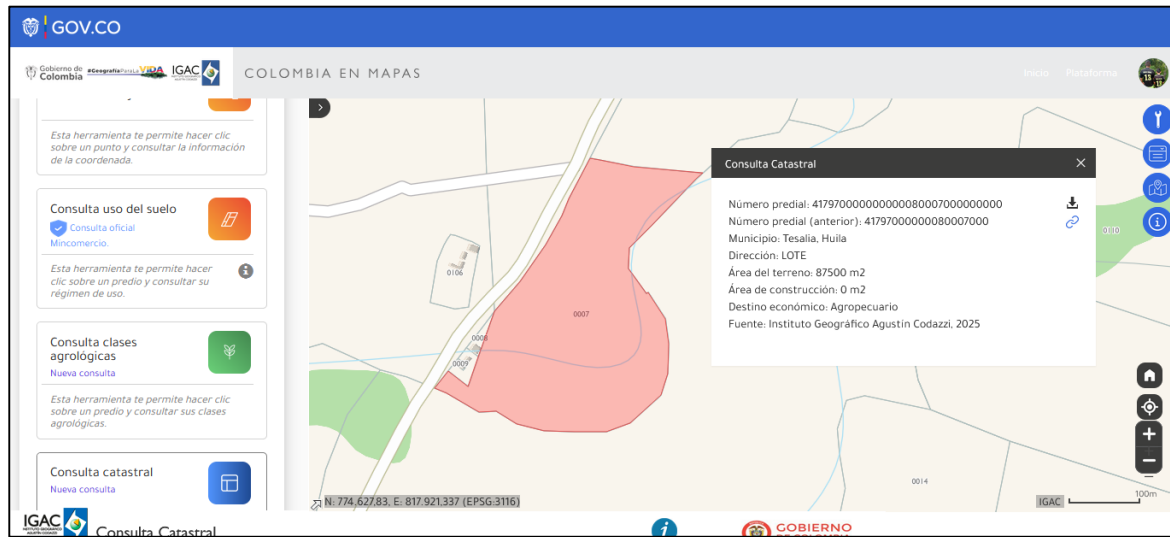 GOV.CO
Gobierno de
Colombia
#GeografíaParaLaVIDA
IGAC
COLOMBIA EN MAPAS
Inicio
Plataforma
Esta herramienta te permite hacer clic
sobre un punto y consultar la información
de la coordenada.
Consulta uso del suelo
Consulta oficial
Mincomercio.
Esta herramienta te permite hacer
clic sobre un predio y consultar su
régimen de uso.
Consulta clases
agrológicas
Nueva consulta
Esta herramienta te permite hacer clic
sobre un predio y consultar sus clases
agrológicas.
Consulta catastral
Nueva consulta
0106
0007
0008
0009
0110
0014
Consulta Catastral
Número predial: 417970000000000080007000000000
Número predial (anterior): 41797000000080007000
Municipio: Tesalia, Huila
Dirección: LOTE
Área del terreno: 87500 m2
Área de construcción: 0 m2
Destino económico: Agropecuario
Fuente: Instituto Geográfico Agustín Codazzi, 2025
N: 774.627,83, E: 817.921,337 (EPSG:3116)
IGAC
100m
IGAC
Consulta Catastral
GOBIERNO
DE COLOMBIA